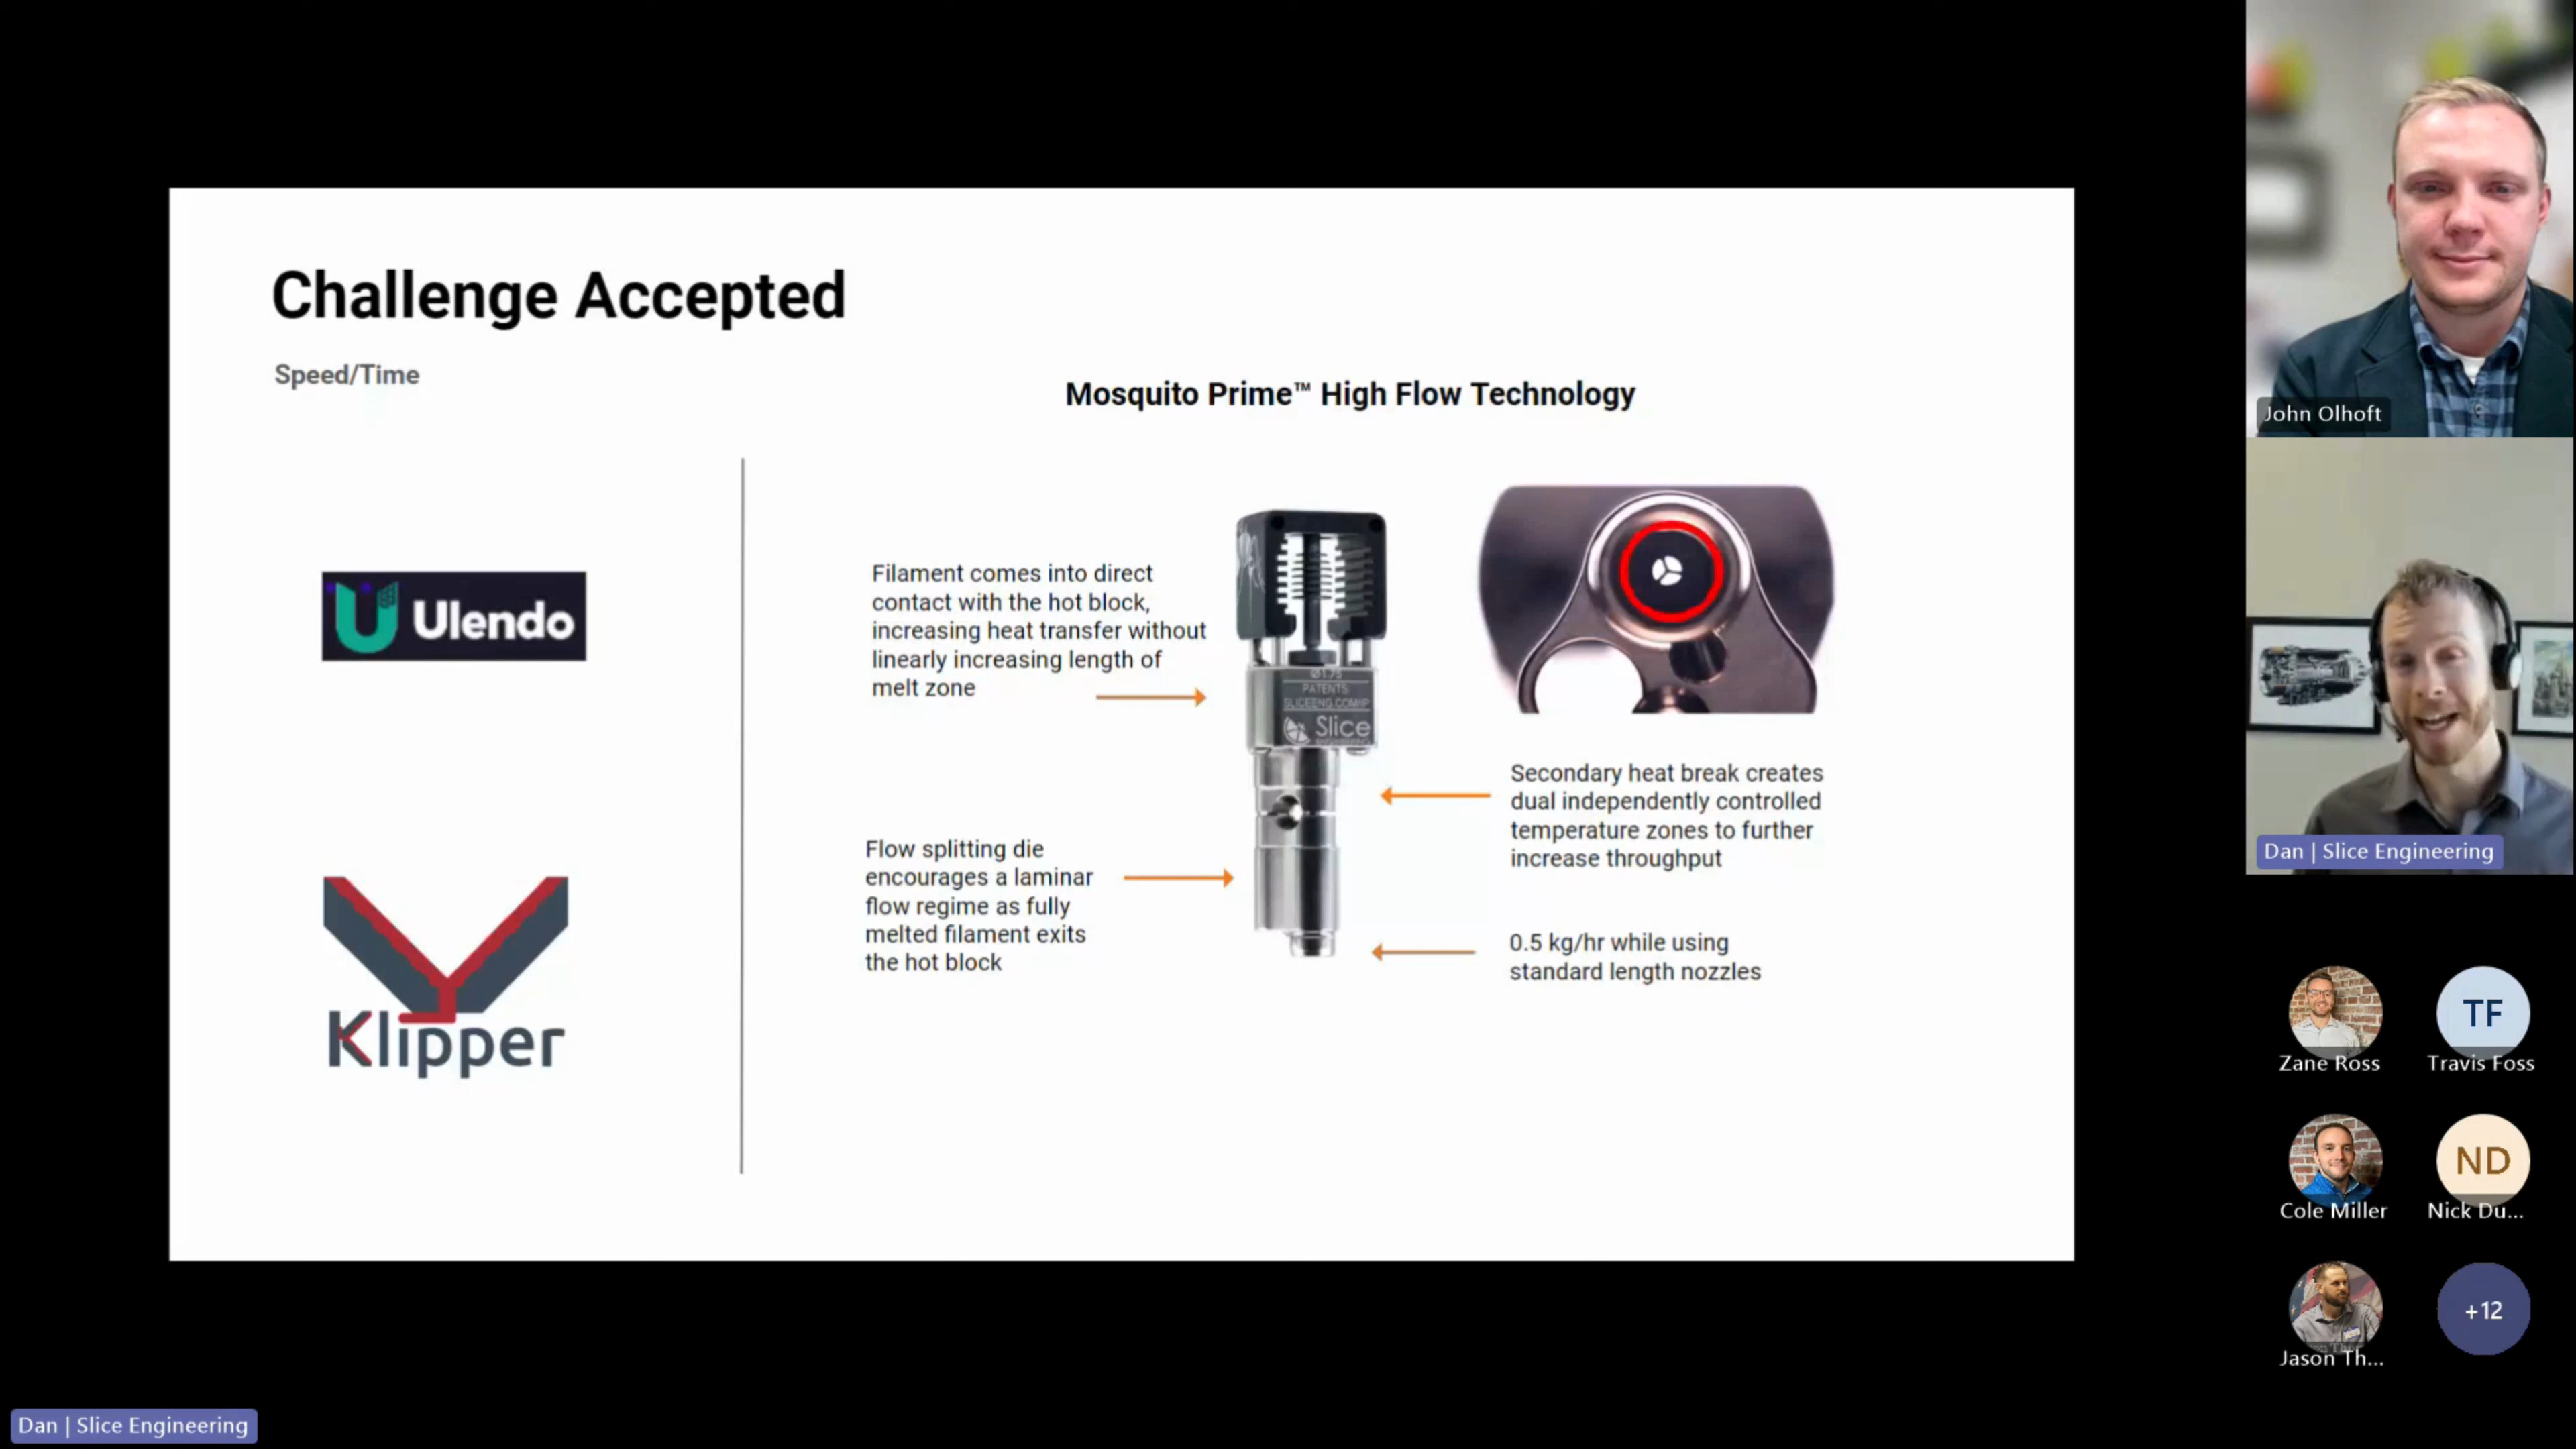 Challenge Accepted
Speed/Time
Mosquito Prime™ High Flow Technology
Ulendo
Klipper
Filament comes into direct
contact with the hot block,
increasing heat transfer without
linearly increasing length of
melt zone
Flow splitting die
encourages a laminar
flow regime as fully
melted filament exits
the hot block
Ø1.75
PATENTS:
SLICEENG.COM/IP
Slice
ENGINEERING
Secondary heat break creates
dual independently controlled
temperature zones to further
increase throughput
0.5 kg/hr while using
standard length nozzles
John Olhoft
Dan | Slice Engineering
TF
Zane Ross
Travis Foss
ND
Cole Miller
Nick Du...
Jason Th...
+12
Dan | Slice Engineering